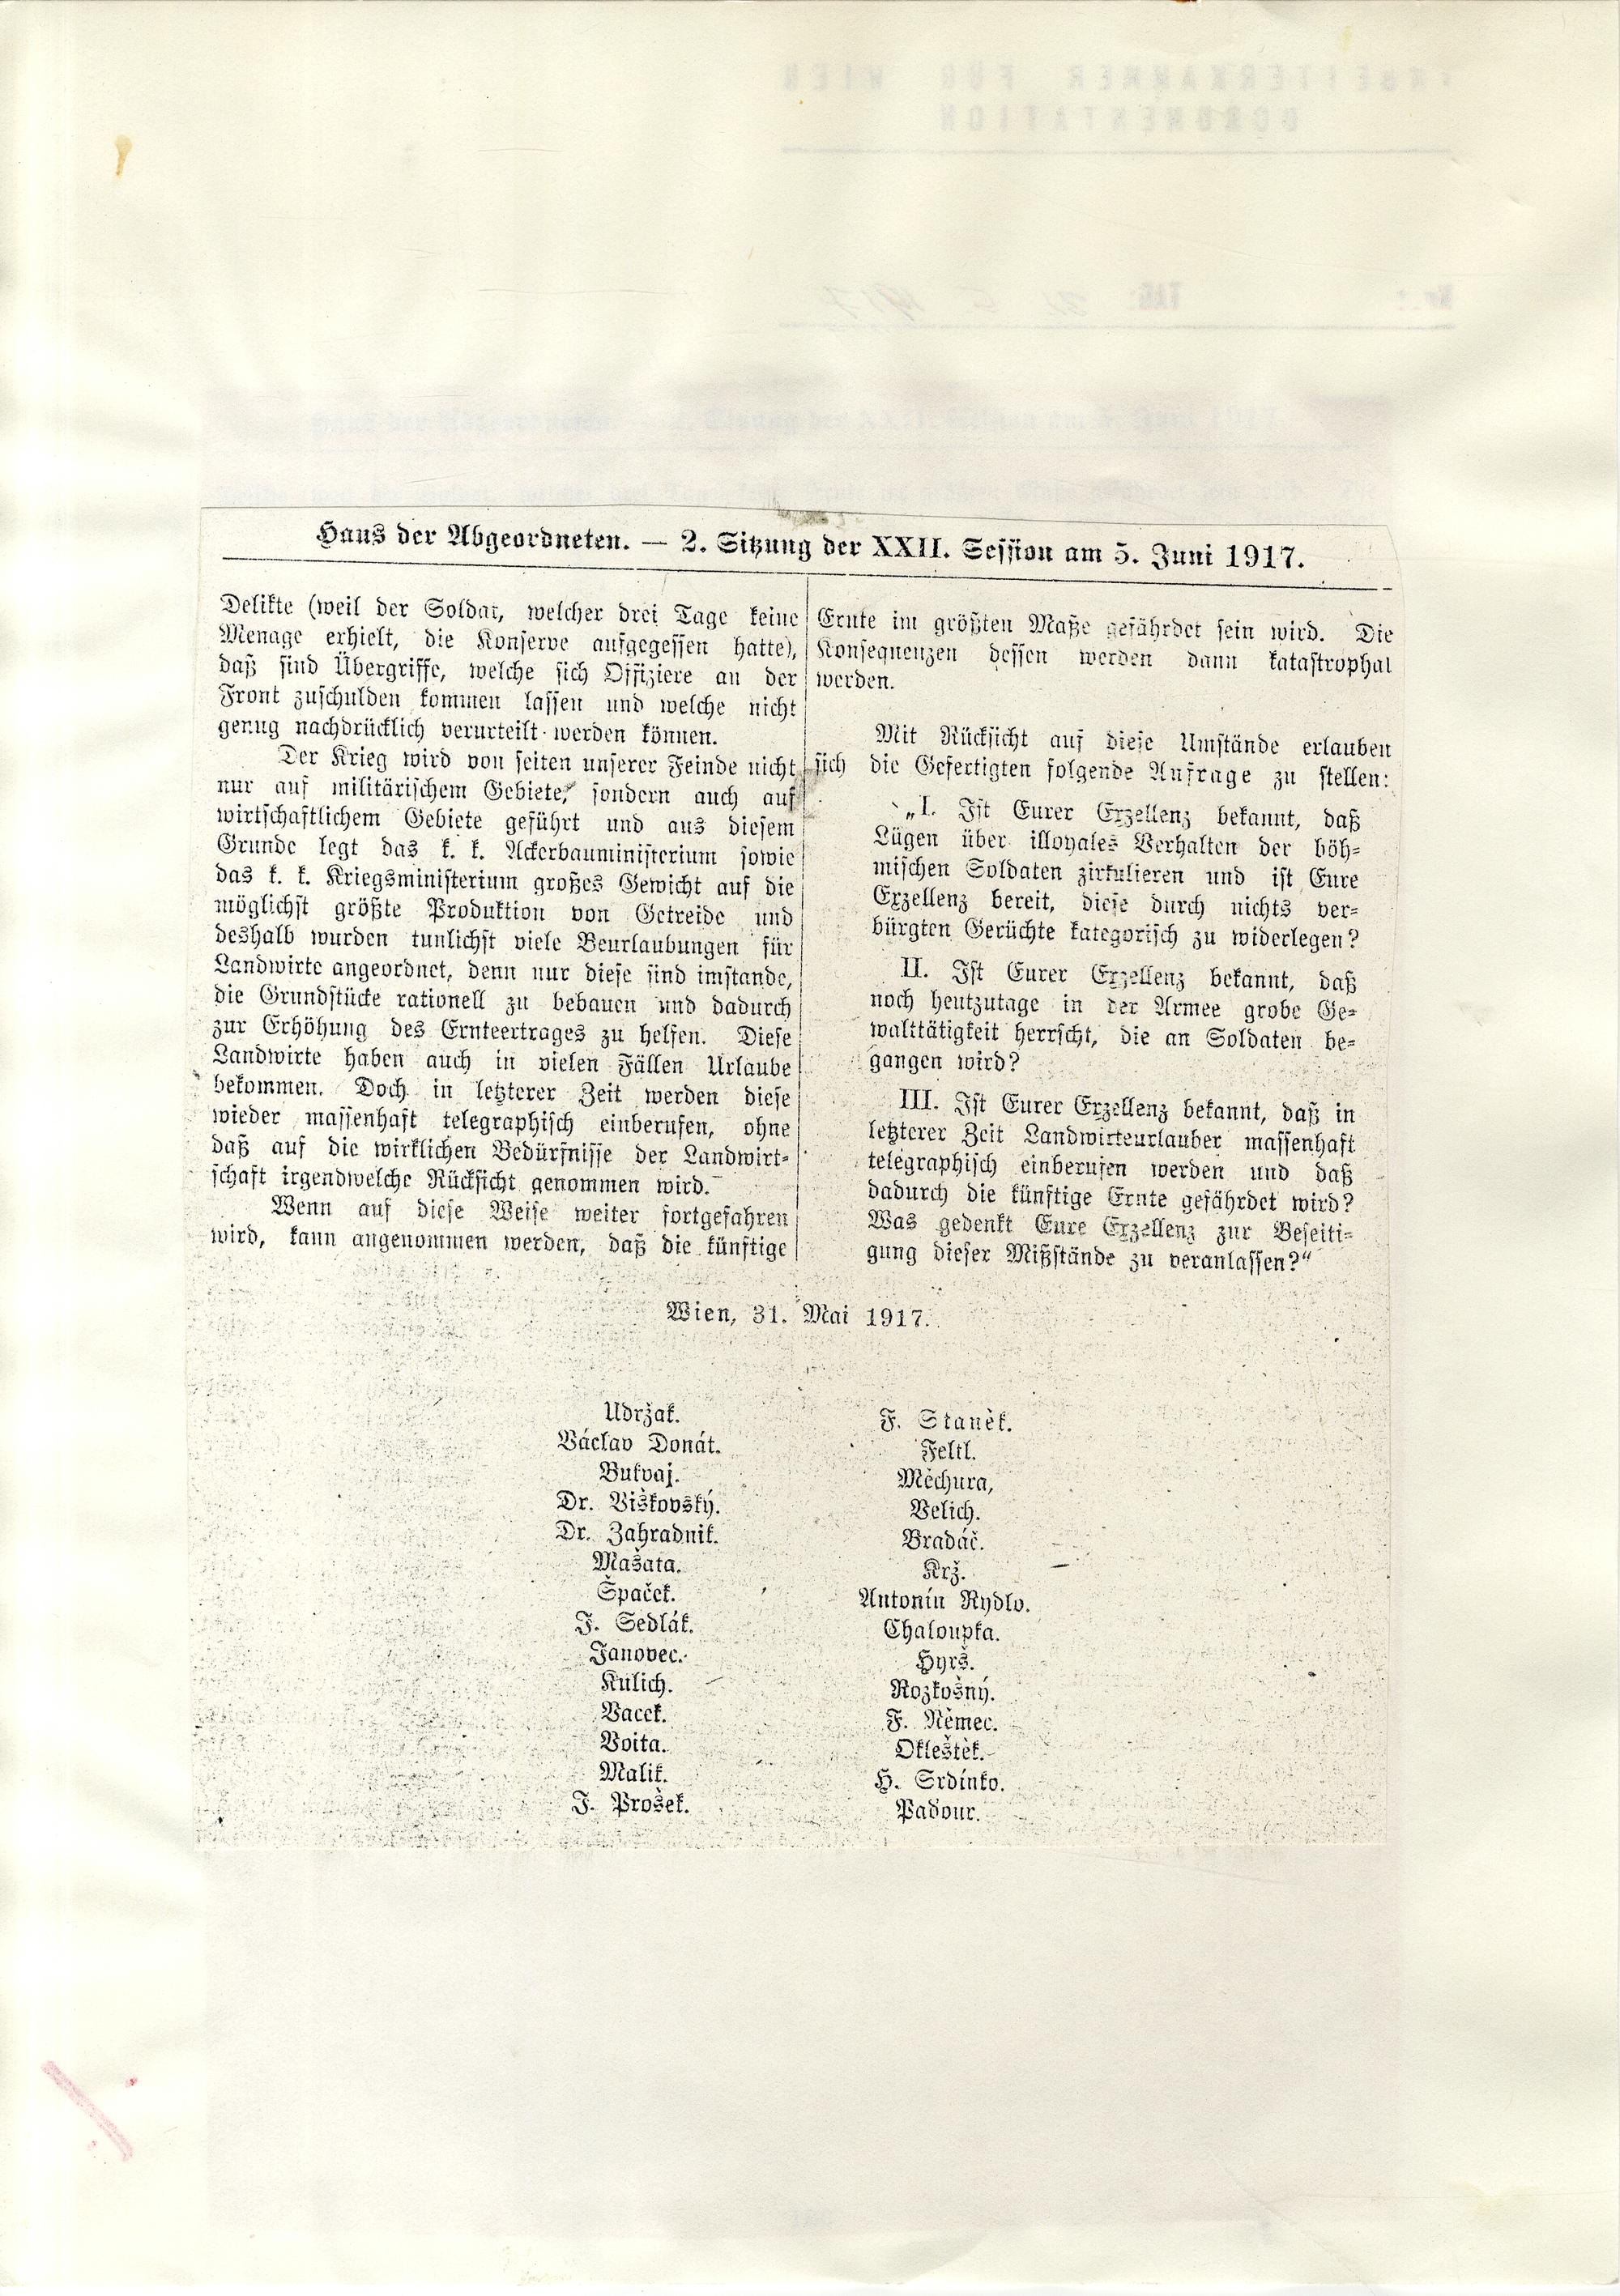 Haus der Abgeordneten. — 2. Sitzung der XXII. Session am 5. Juni 1917.
Delikte (weil der Soldat, welcher drei Tage keine
Menage erhielt, die Konserve aufgegessen hatte),
daß sind Übergriffe, welche sich Offiziere an der
Front zuschulden kommen lassen und welche nicht
genug nachdrücklich verurteilt werden können.
Der Krieg wird von seiten unserer Feinde nicht
nur auf militärischem Gebiete, sondern auch auf
wirtschaftlichem Gebiete geführt und aus diesem
Grunde legt das k. k. Ackerbauministerium sowie
das k. k. Kriegsministerium großes Gewicht auf die
möglichst größte Produktion von Getreide und
deshalb wurden tunlichst viele Beurlaubungen für
Landwirte angeordnet, denn nur diese sind imstande,
die Grundstücke rationell zu bebauen und dadurch
zur Erhöhung des Ernteertrages zu helfen. Diese
Landwirte haben auch in vielen Fällen Urlaube
bekommen. Doch in letzterer Zeit werden diese
wieder massenhaft telegraphisch einberufen, ohne
daß auf die wirklichen Bedürfnisse der Landwirt-
schaft irgendwelche Rücksicht genommen wird.
Wenn auf diese Weise weiter fortgefahren
wird, kann angenommen werden, daß die künftige
Ernte im größten Maße gefährdet sein wird. Die
Konsequenzen dessen werden dann katastrophal
werden.
Mit Rücksicht auf diese Umstände erlauben
sich die Gefertigten folgende Anfrage zu stellen:
„I. Ist Eurer Exzellenz bekannt, daß
Lügen über illoyales Verhalten der böh-
mischen Soldaten zirkulieren und ist Eure
Exzellenz bereit, diese durch nichts ver-
bürgten Gerüchte kategorisch zu widerlegen?
II. Ist Eurer Exzellenz bekannt, daß
noch heutzutage in der Armee grobe Ge-
walttätigkeit herrscht, die an Soldaten be-
gangen wird?
III. Ist Eurer Exzellenz bekannt, daß in
letzterer Zeit Landwirteurlauber massenhaft
telegraphisch einberufen werden und daß
dadurch die künftige Ernte gefährdet wird?
Was gedenkt Eure Exzellenz zur Beseiti-
gung dieser Mißstände zu veranlassen?“
Wien, 31. Mai 1917.
Udržak.
Václav Donát.
Bukvaj.
Dr. Viškovský.
Dr. Zahradnik.
Mašata.
Špaček.
J. Sedlák.
Janovec.
Kulich.
Vacek.
Voita.
Malik.
J. Prošek.
F. Staněk.
Feltl.
Měchura,
Velich.
Bradáč.
Krž.
Antonín Rydlo.
Chaloupka.
Hyrš.
Rozkošný.
F. Němec.
Okleštěk.
H. Srdínko.
Padour.